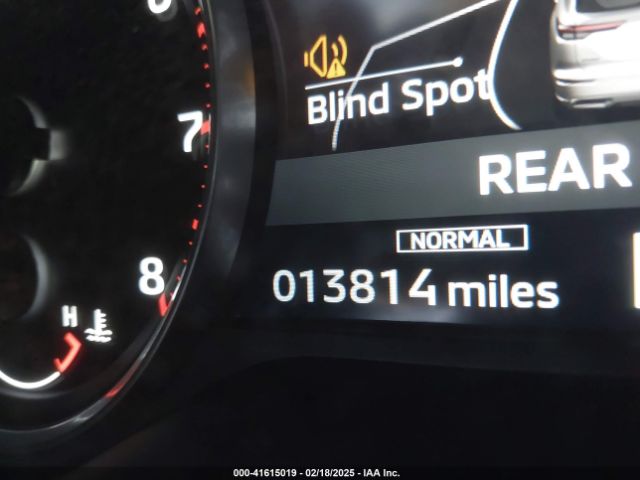 7
8
H
Blind Spot
REAR
NORMAL
013814 miles
000-41615019 - 02/18/2025 - IAA Inc.